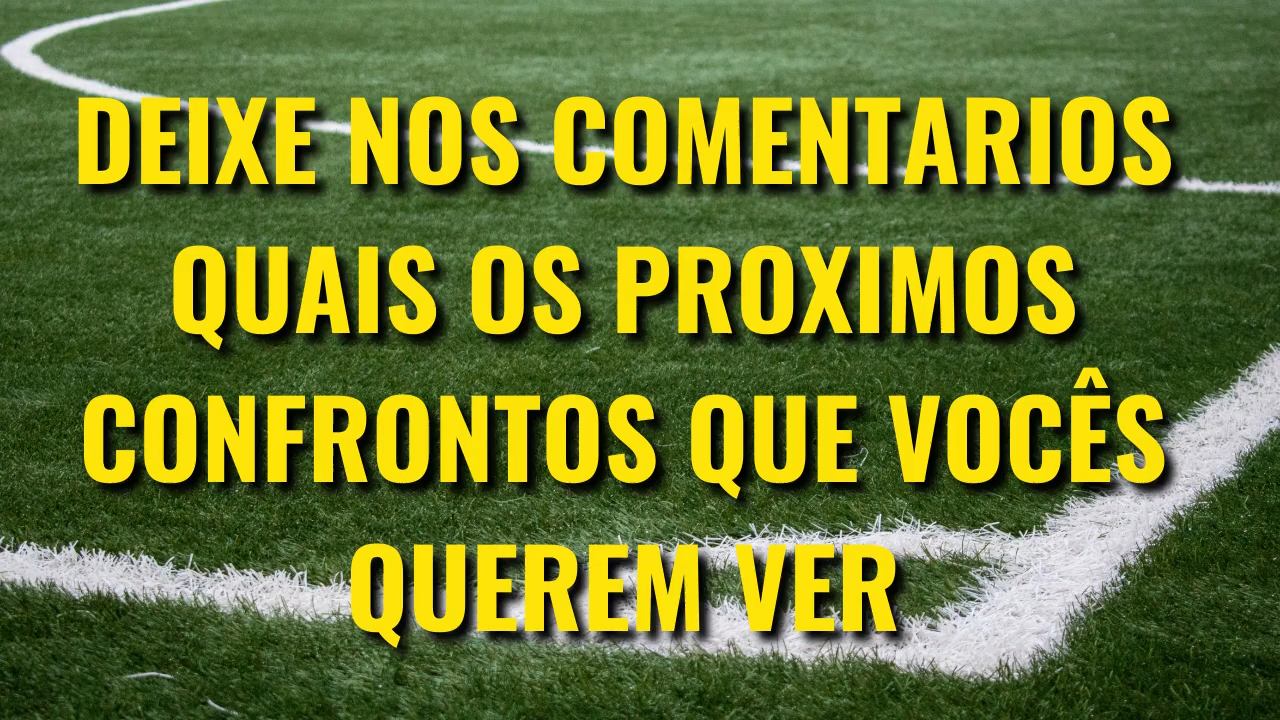 DEIXE NOS COMENTARIOS
QUAIS OS PROXIMOS
CONFRONTOS QUE VOCÊS
QUEREM VER